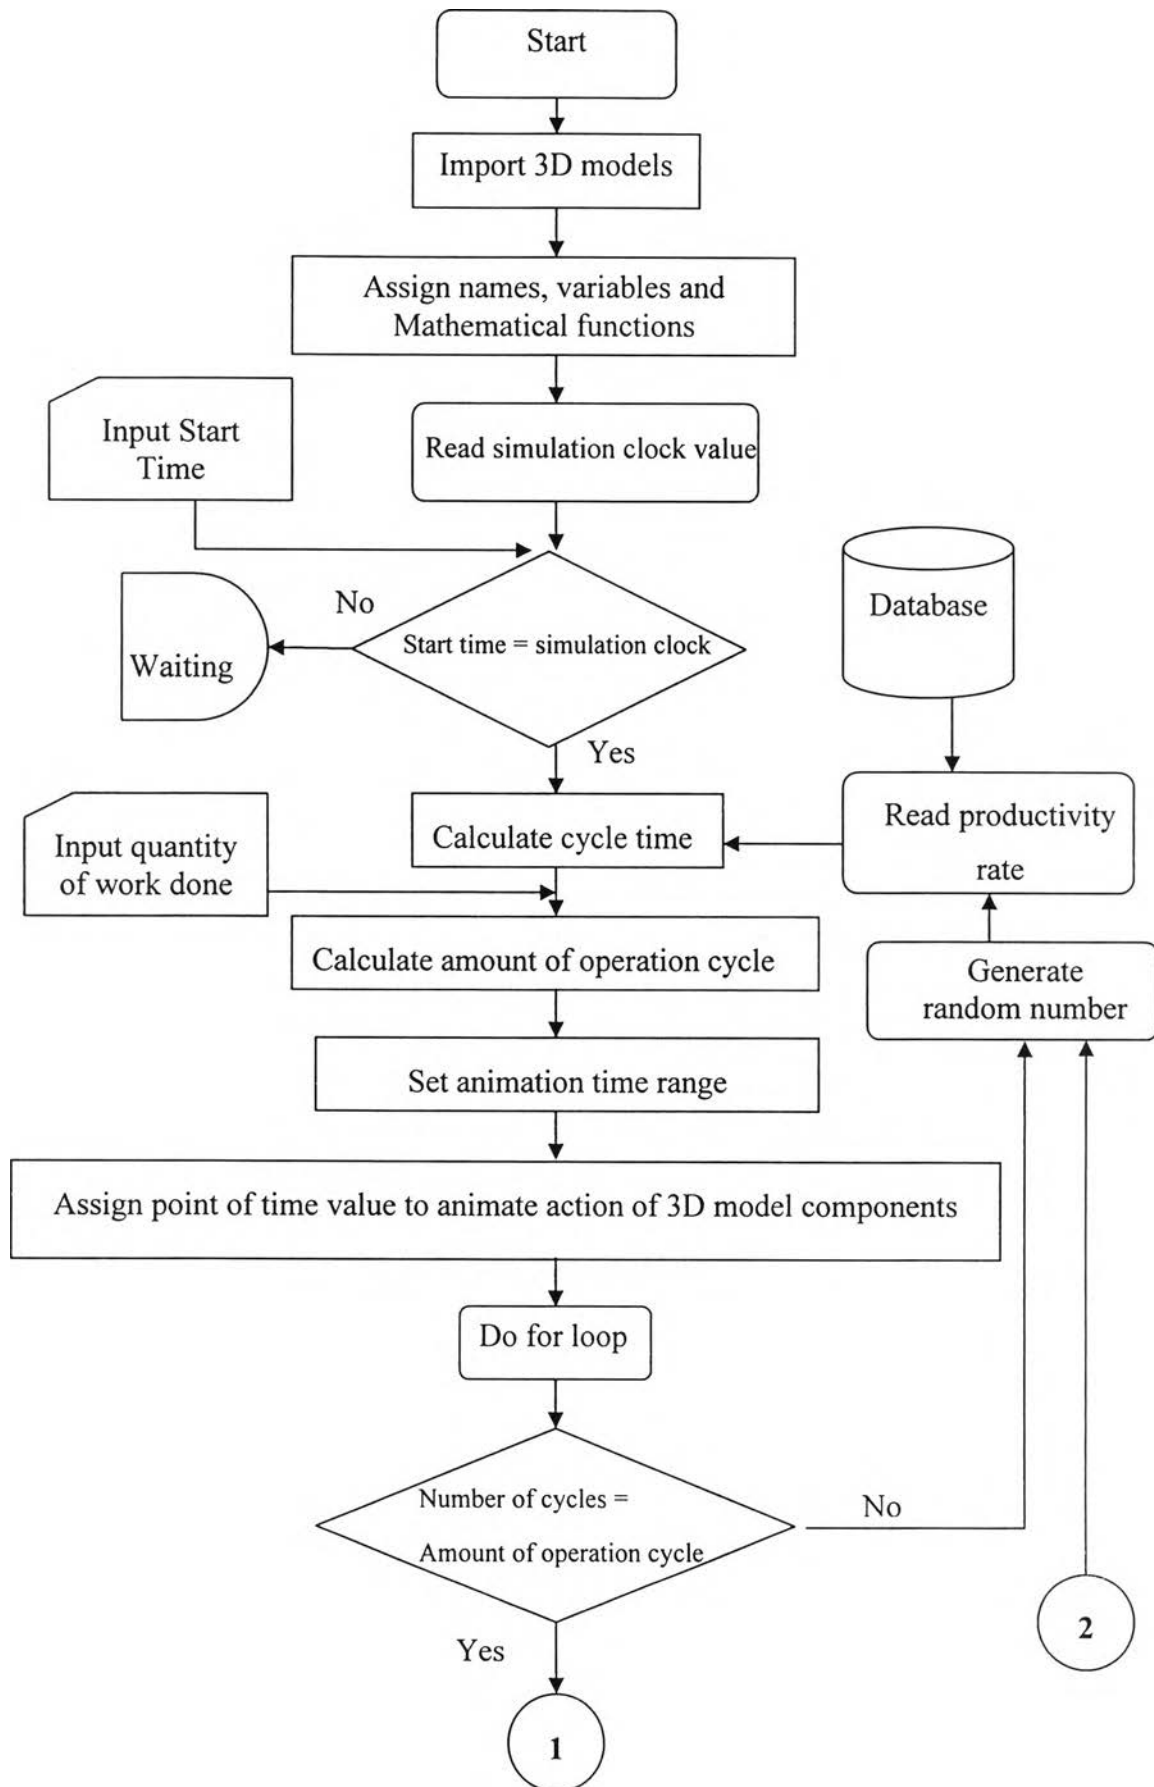 Start
Import 3D models
Assign names, variables and
Mathematical functions
Input Start
Time
Read simulation clock value
Database
No
Start time = simulation clock
Waiting
Yes
Input quantity
of work done
Calculate cycle time
Read productivity
rate
Calculate amount of operation cycle
Generate
random number
Set animation time range
Assign point of time value to animate action of 3D model components
Do for loop
Number of cycles =
Amount of operation cycle
No
Yes
2
1